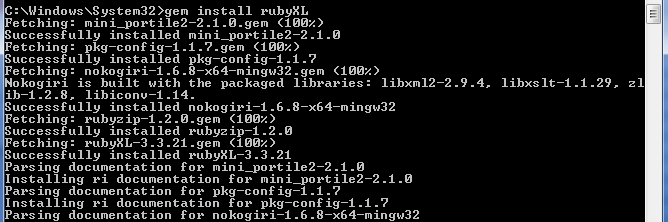 C:\Windows\System32>gem install rubyXL
Fetching: mini_portile2-2.1.0.gem (100%)
Successfully installed mini_portile2-2.1.0
Fetching: pkg-config-1.1.7.gem (100%)
Successfully installed pkg-config-1.1.7
Fetching: nokogiri-1.6.8-x64-mingw32.gem (100%)
Nokogiri is built with the packaged libraries: libxml2-2.9.4, libxslt-1.1.29, zl
ib-1.2.8, libiconv-1.14.
Successfully installed nokogiri-1.6.8-x64-mingw32
Fetching: rubyzip-1.2.0.gem (100%)
Successfully installed rubyzip-1.2.0
Fetching: rubyXL-3.3.21.gem (100%)
Successfully installed rubyXL-3.3.21
Parsing documentation for mini_portile2-2.1.0
Installing ri documentation for mini_portile2-2.1.0
Parsing documentation for pkg-config-1.1.7
Installing ri documentation for pkg-config-1.1.7
Parsing documentation for nokogiri-1.6.8-x64-mingw32